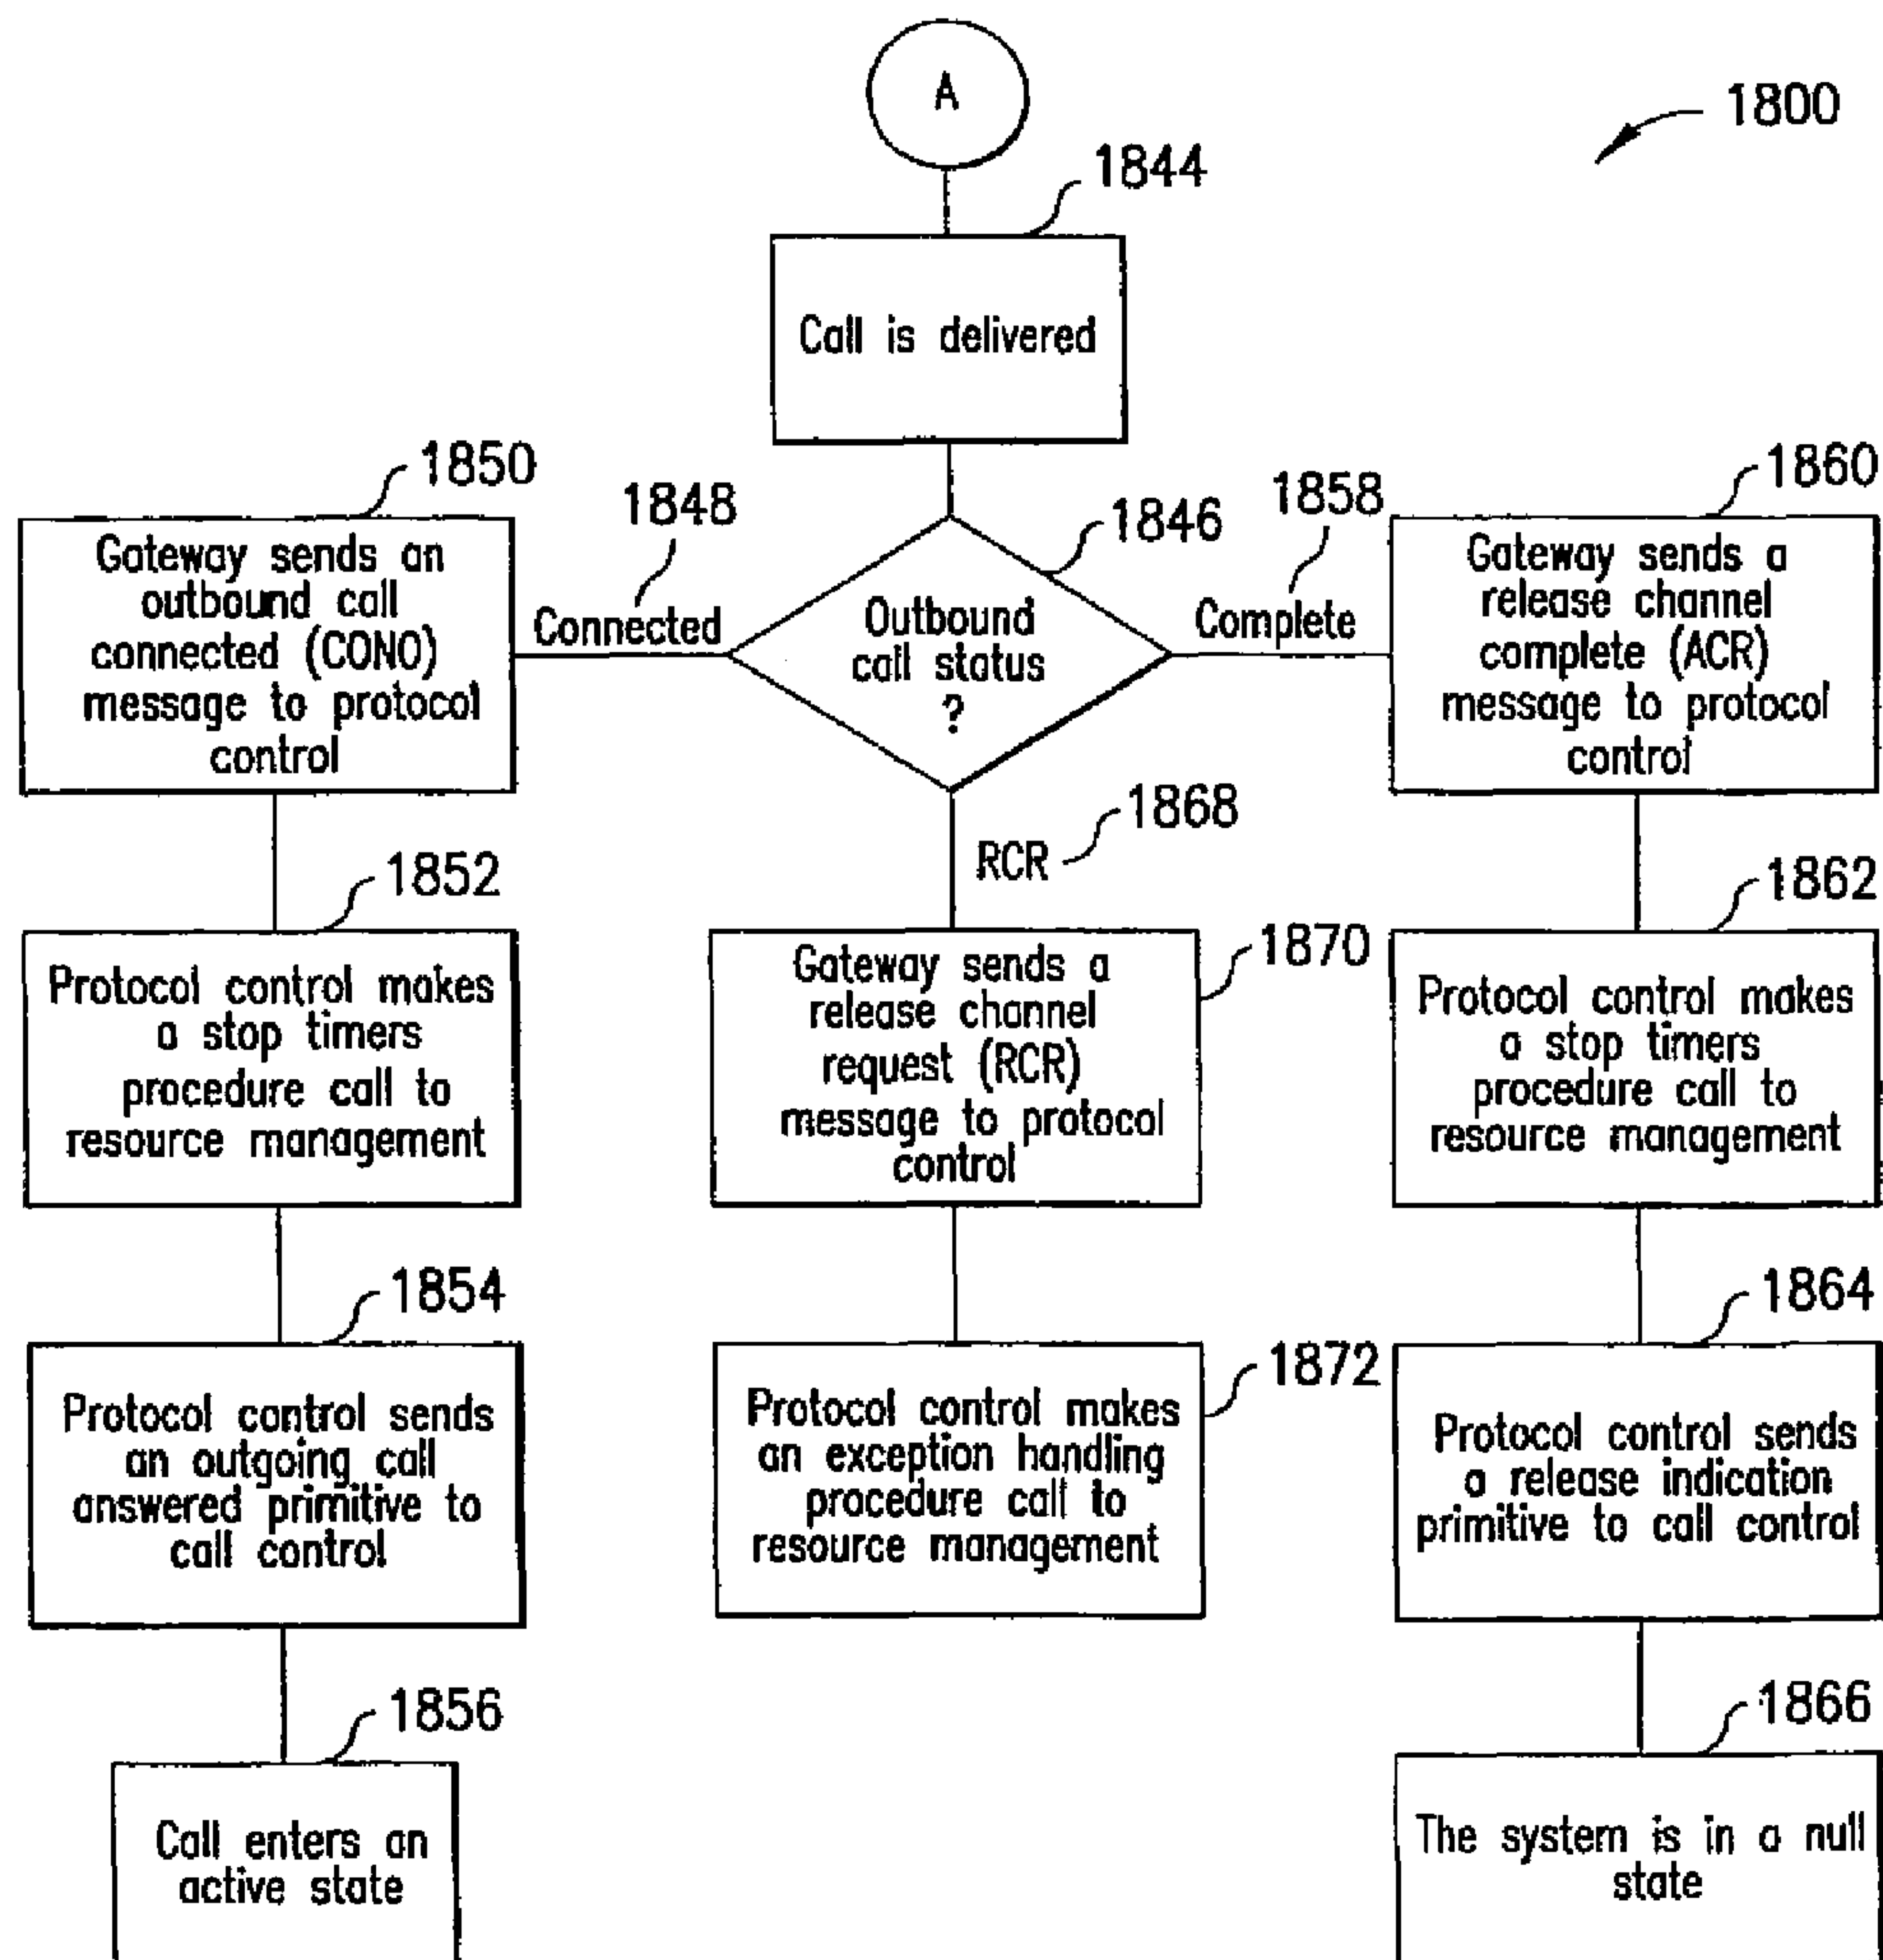 A
1800
1844
Call is delivered
1850
1848
1846
1858
1860
Gateway sends an
outbound call
connected (CONO)
message to protocol
control
Connected
Outbound
call status
?
Complete
Gateway sends a
release channel
complete (ACR)
message to protocol
control
RCR
1868
1852
Protocol control makes
a stop timers
procedure call to
resource management
1870
Gateway sends a
release channel
request (RCR)
message to protocol
control
1862
Protocol control makes
a stop timers
procedure call to
resource management
1854
Protocol control sends
an outgoing call
answered primitive to
call control
1872
Protocol control makes
an exception handling
procedure call to
resource management
1864
Protocol control sends
a release indication
primitive to call control
1856
Call enters an
active state
1866
The system is in a null
state